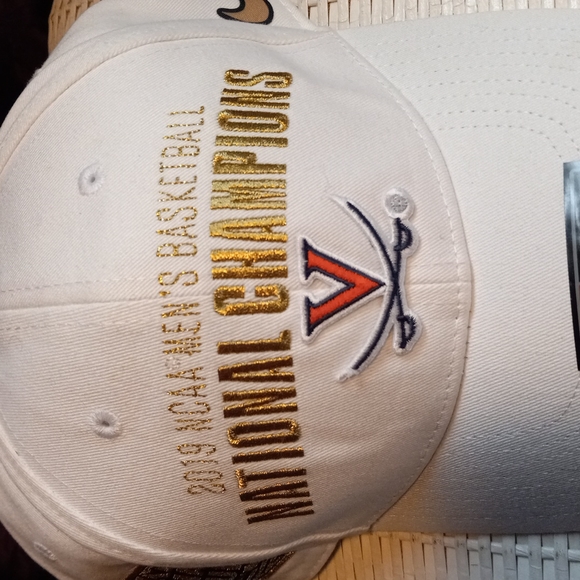 2019 NCAA MEN'S BASKETBALL
NATIONAL CHAMPIONS
V